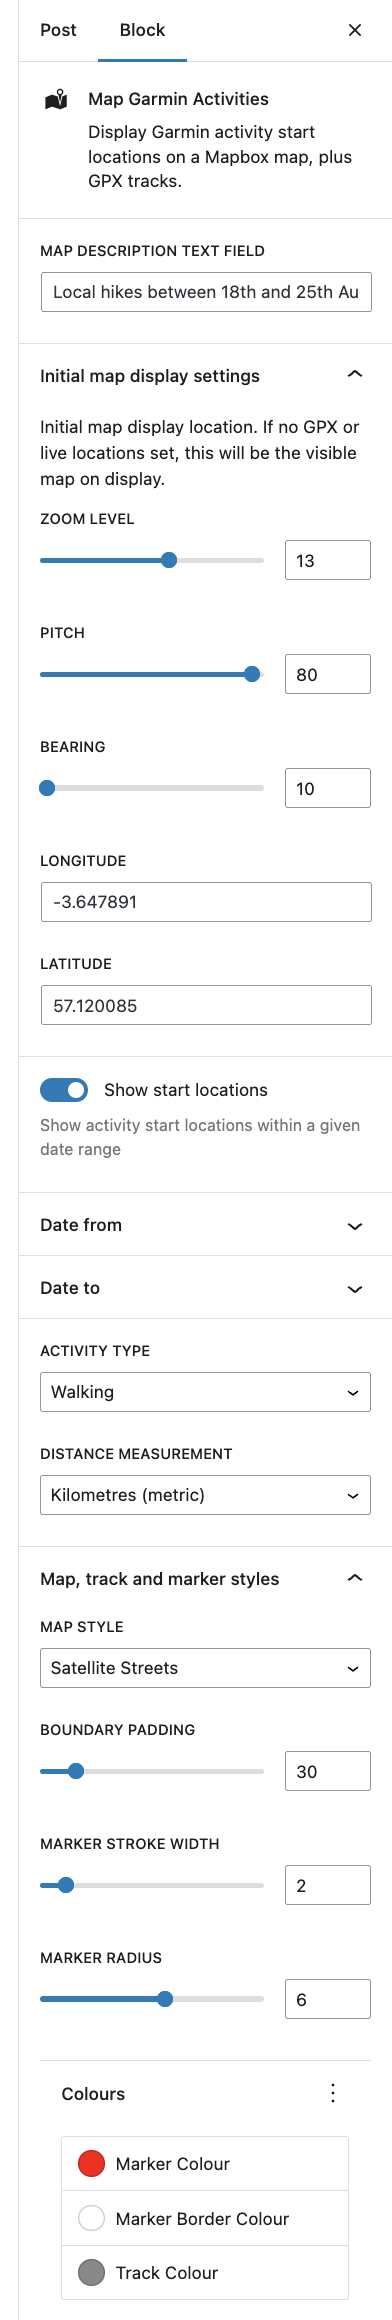 Post Block
Map Garmin Activities
Display Garmin activity start
locations on a Mapbox map, plus
GPX tracks.
MAP DESCRIPTION TEXT FIELD
Local hikes between 18th and 25th Au
Initial map display settings
Initial map display location. If no GPX or
live locations set, this will be the visible
map on display.
ZOOM LEVEL
13
PITCH
80
BEARING
10
LONGITUDE
-3.647891
LATITUDE
57.120085
Show start locations
Show activity start locations within a given
date range
Date from
Date to
ACTIVITY TYPE
Walking
DISTANCE MEASUREMENT
Kilometres (metric)
Map, track and marker styles
MAP STYLE
Satellite Streets
BOUNDARY PADDING
30
MARKER STROKE WIDTH
2
MARKER RADIUS
6
Colours
Marker Colour
Marker Border Colour
Track Colour